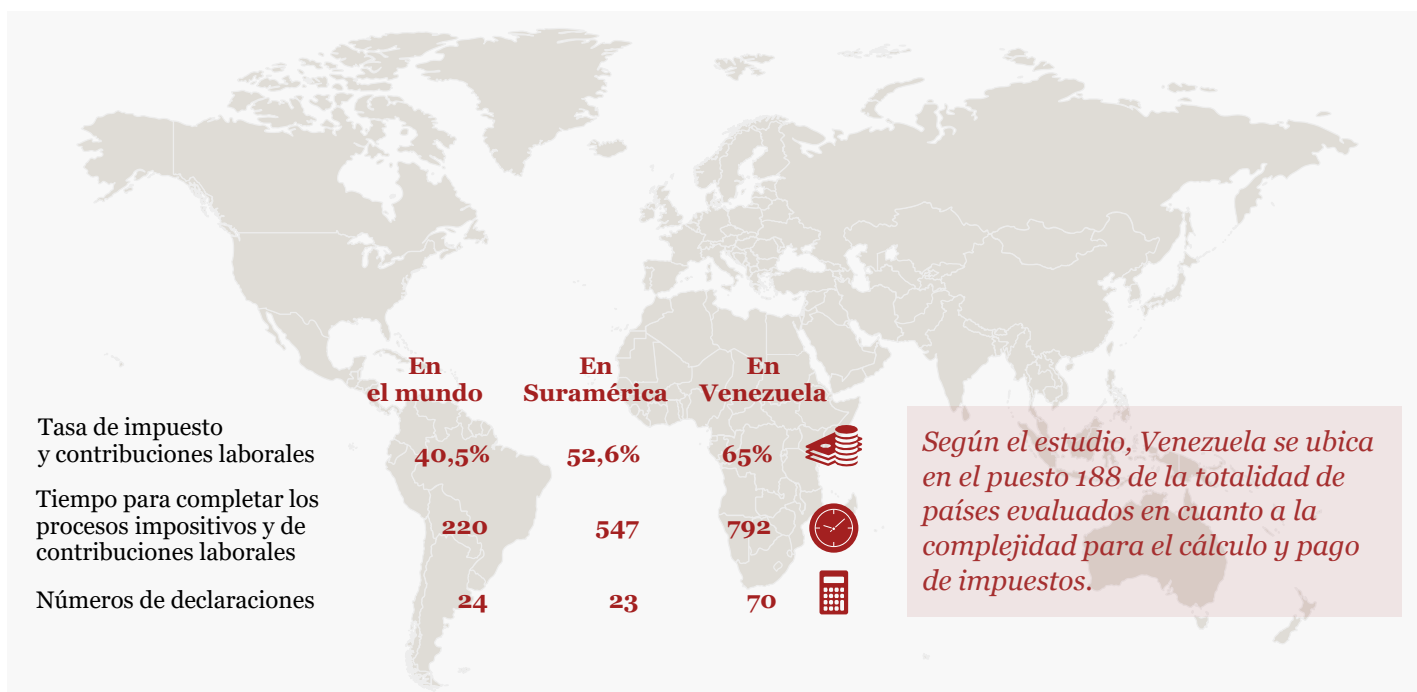 En
el mundo
En
Suramérica
En
Venezuela
Tasa de impuesto
y contribuciones laborales
40,5%
52,6%
65%
Tiempo para completar los
procesos impositivos y de
contribuciones laborales
220
547
792
Números de declaraciones
24
23
70
Según el estudio, Venezuela se ubica
en el puesto 188 de la totalidad de
países evaluados en cuanto a la
complejidad para el cálculo y pago
de impuestos.